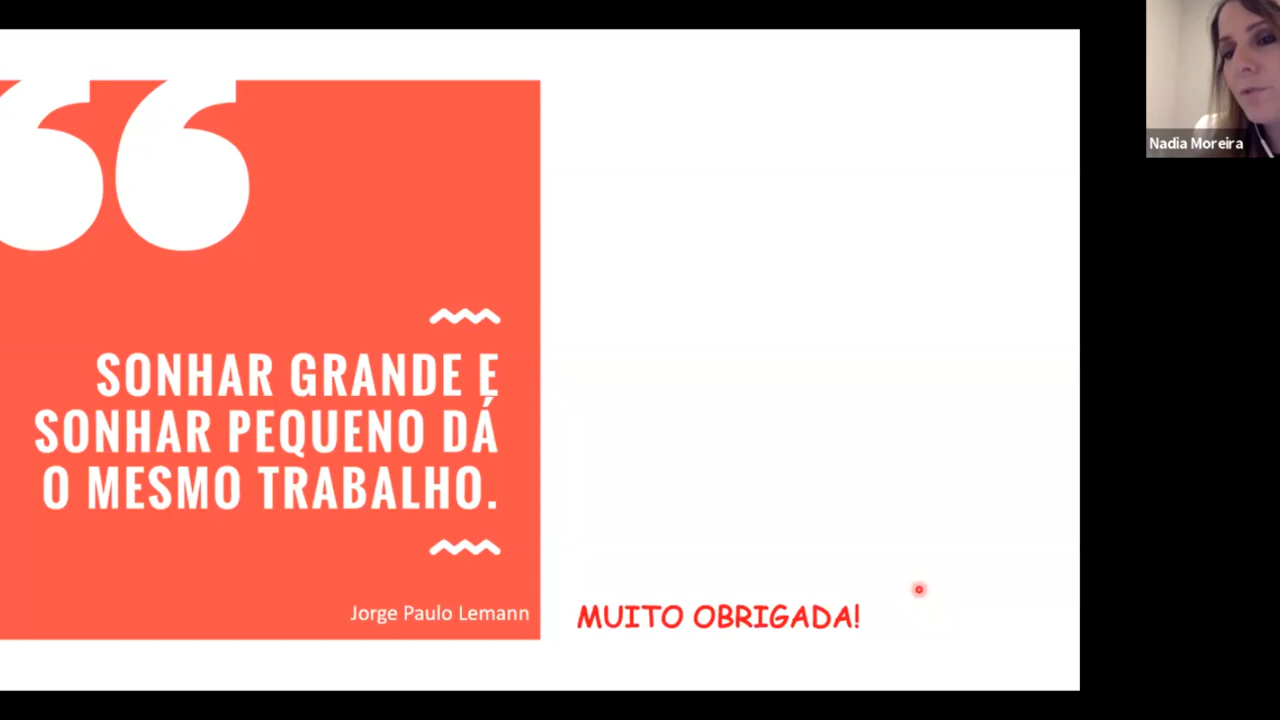 Nadia Moreira
SONHAR GRANDE E
SONHAR PEQUENO DÁ
O MESMO TRABALHO.
Jorge Paulo Lemann
MUITO OBRIGADA!